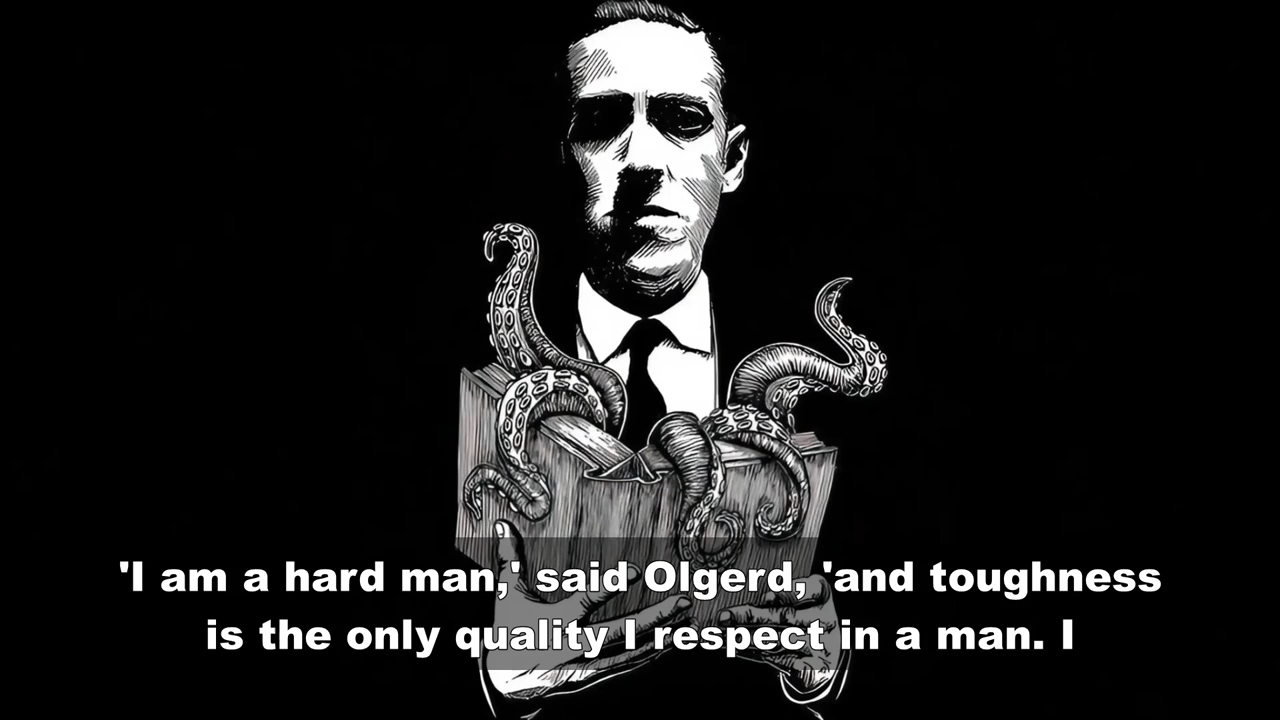 'I am a hard man,' said Olgerd, 'and toughness
is the only quality I respect in a man. I